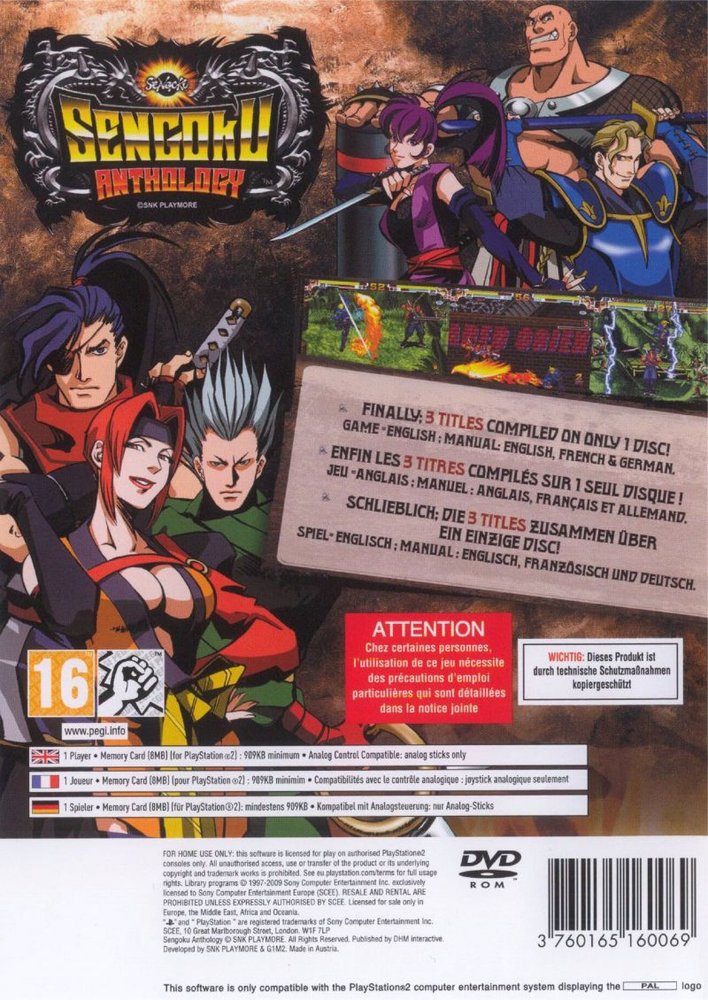 SENGOKU
SENGOKU
ANTHOLOGY
©SNK PLAYMORE
52
56
FINALLY, 3 TITLES COMPILED ON ONLY 1 DISC!
GAME = ENGLISH ; MANUAL: ENGLISH, FRENCH & GERMAN.
ENFIN LES 3 TITRES COMPILÉS SUR 1 SEUL DISQUE !
JEU = ANGLAIS ; MANUEL : ANGLAIS, FRANÇAIS ET ALLEMAND.
SCHLIEBLICH; DIE 3 TITLES ZUSAMMEN ÜBER
EIN EINZIGE DISC!
SPIEL= ENGLISCH ; MANUAL : ENGLISCH, FRANZÖSISCH UND DEUTSCH.
ATTENTION
Chez certaines personnes,
l'utilisation de ce jeu nécessite
des précautions d'emploi
particulières qui sont détaillées
dans la notice jointe
WICHTIG: Dieses Produkt ist
durch technische Schutzmaßnahmen
kopiergeschützt
16
™
www.pegi.info
1 Player • Memory Card (8MB) (for PlayStation®2) : 909KB minimum • Analog Control Compatible: analog sticks only
1 Joueur • Memory Card (8MB) (pour PlayStation ®2) : 909KB minimim • Compatibilités avec le contrôle analogique : joystick analogique seulement
1 Spieler • Memory Card (8MB) (für PlayStation®2): mindestens 909KB • Kompatibel mit Analogsteuerung: nur Analog-Sticks
FOR HOME USE ONLY: this software is licensed for play on authorised PlayStation®2
consoles only. All unauthorised access, use or transfer of the product or its underlying
copyright and trademark works is prohibited. See eu.playstation.com/terms for full usage
rights. Library programs © 1997-2009 Sony Computer Entertainment Inc. exclusively
licensed to Sony Computer Entertainment Europe (SCEE). RESALE AND RENTAL ARE
PROHIBITED UNLESS EXPRESSLY AUTHORISED BY SCEE. Licensed for sale only in
Europe, the Middle East, Africa and Oceania.
" " and " PlayStation " are registered trademarks of Sony Computer Entertainment Inc.
SCEE, 10 Great Marlborough Street, London. W1F 7LP
Sengoku Anthology © SNK PLAYMORE. All Rights Reserved. Published by DHM interactive.
Developed by SNK PLAYMORE & G1M2. Made in Austria.
DVD
ROM
3 760165 160069
This software is only compatible with the PlayStation®2 computer entertainment system displaying the PAL logo